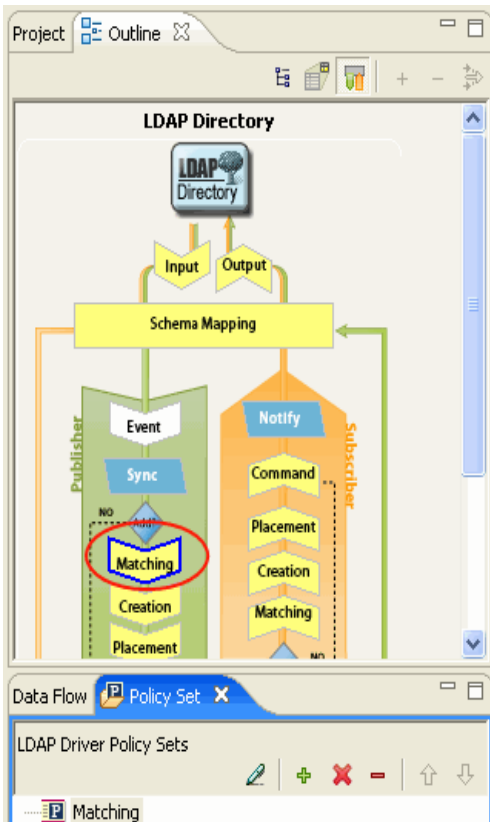 Project Outline
LDAP Directory
LDAP
Directory
Input Output
Schema Mapping
Publisher
Event
Sync
NO
Add?
Matching
Creation
Placement
Subscriber
Notify
Command
Placement
Creation
Matching
NO
Data Flow Policy Set
LDAP Driver Policy Sets
Matching